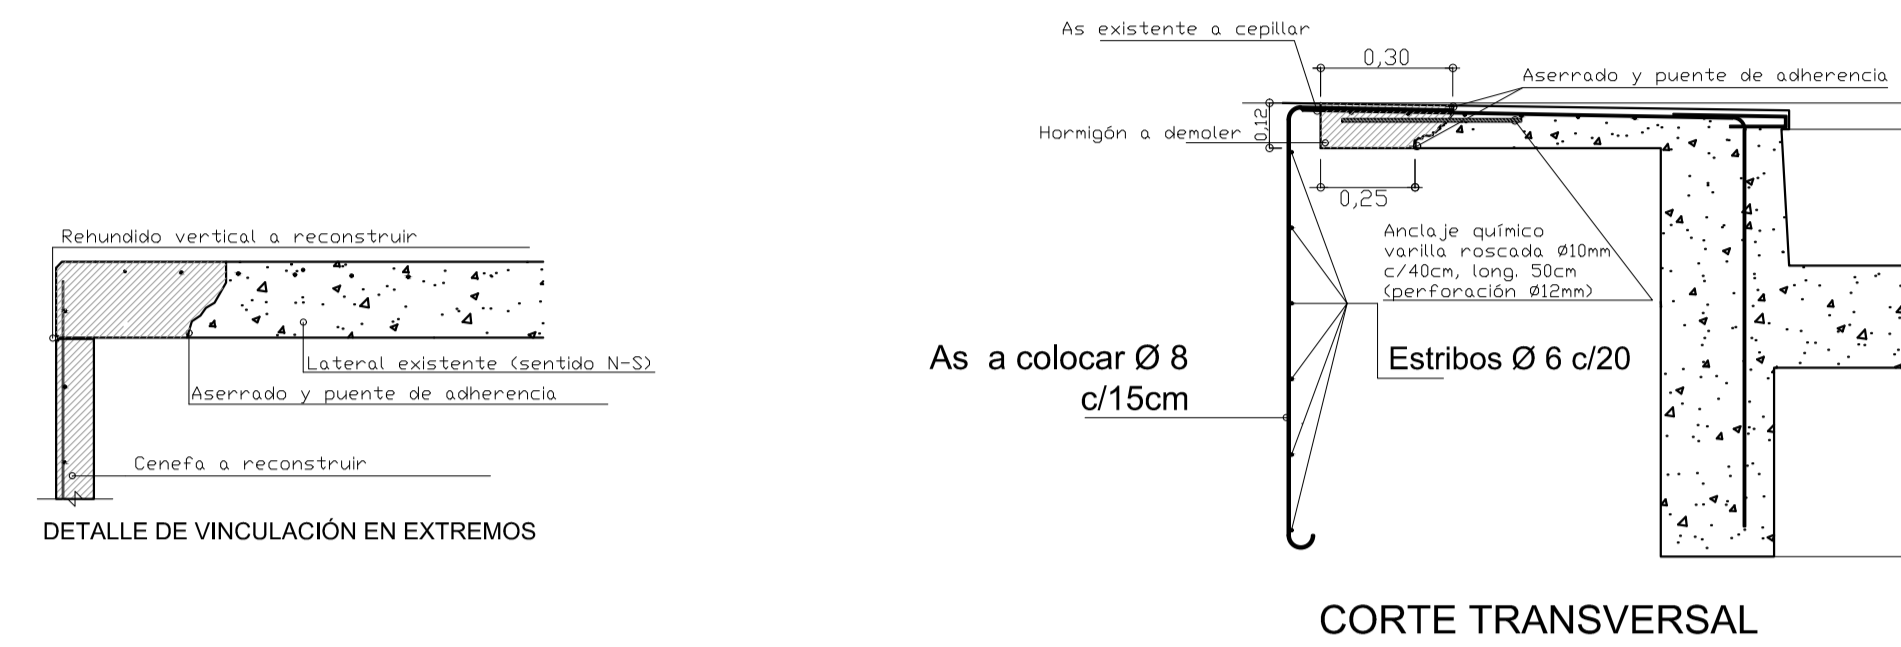 Rehundido vertical a reconstruir
Lateral existente (sentido N-S)
Aserrado y puente de adherencia
Cenefa a reconstruir
DETALLE DE VINCULACIÓN EN EXTREMOS
As existente a cepillar
0,30
Aserrado y puente de adherencia
0,12
Hormigón a demoler
0,25
Anclaje químico
varilla roscada Ø10mm
c/40cm, long. 50cm
(perforación Ø12mm)
As a colocar Ø 8
c/15cm
Estribos Ø 6 c/20
CORTE TRANSVERSAL